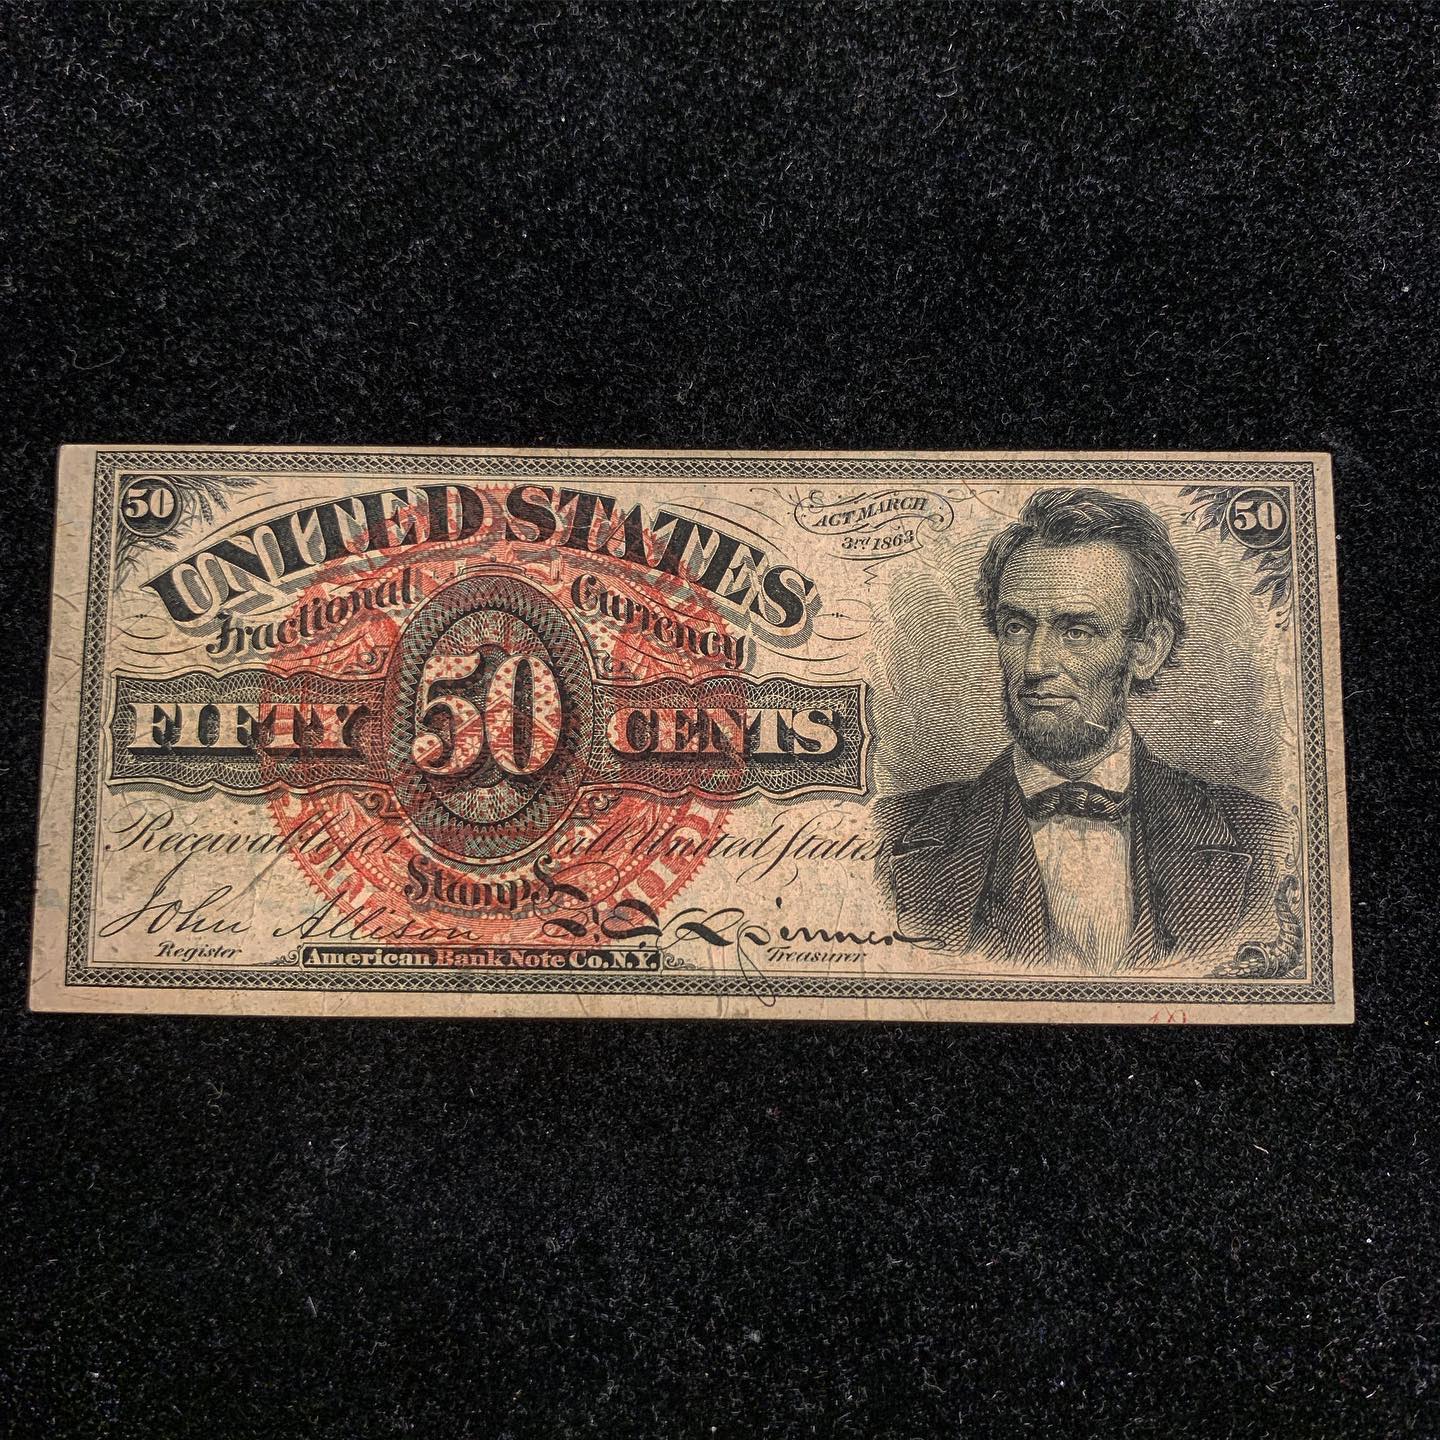 50
50
UNITED STATES
ACT MARCH
3rd 1863
Fractional Currency
FIFTY 50 CENTS
Receivable for all United States
Stamps
John Allison
Register
American Bank Note Co. N.Y.
Treasurer